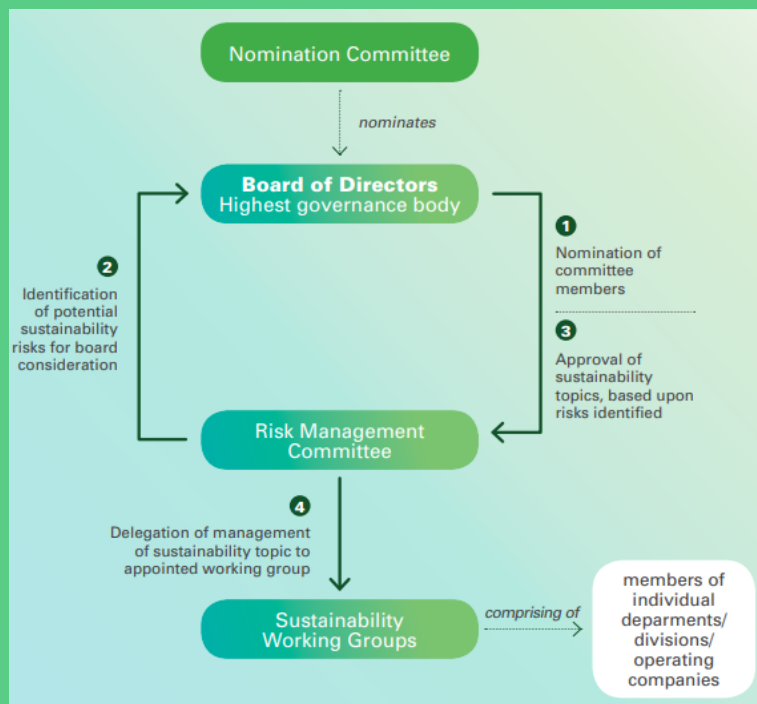 Nomination Committee
nominates
Board of Directors
Highest governance body
1
Nomination of
committee
members
2
Identification
of potential
sustainability
risks for board
consideration
3
Approval of
sustainability
topics, based upon
risks identified
Risk Management
Committee
4
Delegation of management
of sustainability topic to
appointed working group
Sustainability
Working Groups
comprising of
members of
individual
deparments/
divisions/
operating
companies